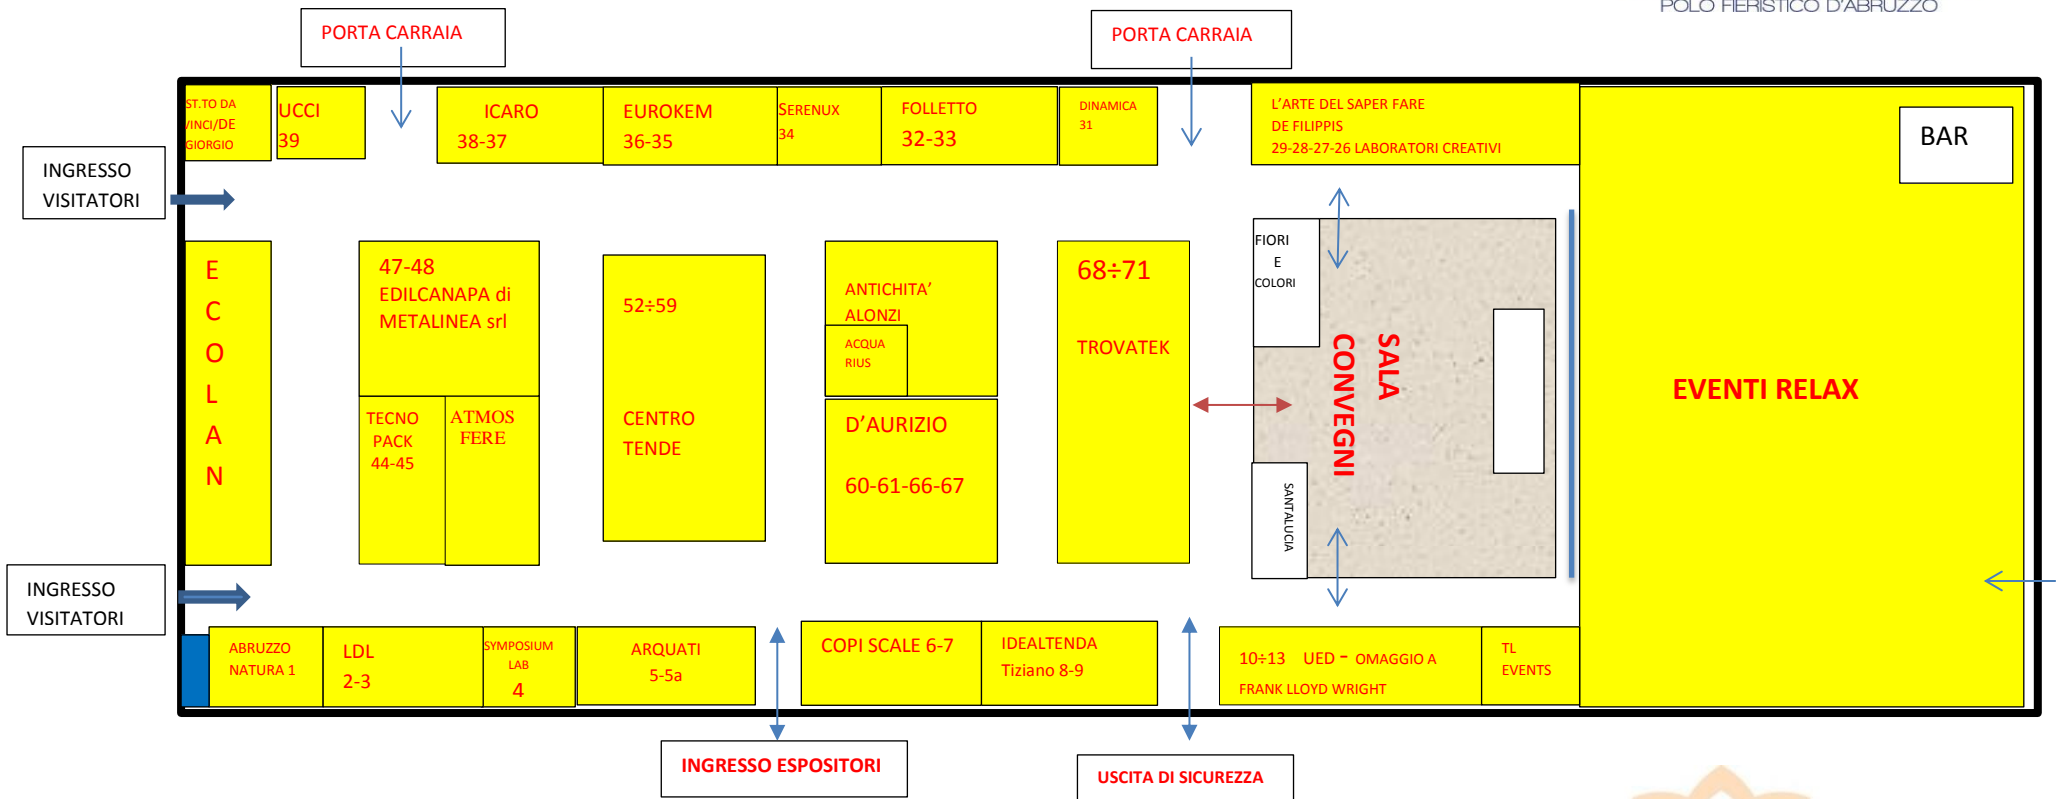 POLO FIERISTICO D'ABRUZZO
PORTA CARRAIA
PORTA CARRAIA
ST.TO DA
VINCI/DE
GIORGIO
UCCI
39
ICARO
38-37
EUROKEM
36-35
SERENUX
34
FOLLETTO
32-33
DINAMICA
31
L'ARTE DEL SAPER FARE
DE FILIPPIS
29-28-27-26 LABORATORI CREATIVI
BAR
INGRESSO
VISITATORI
E
C
O
L
A
N
47-48
EDILCANAPA di
METALINEA srl
TECNO
PACK
44-45
ATMOS
FERE
52÷59
CENTRO
TENDE
ANTICHITA'
ALONZI
ACQUA
RIUS
D'AURIZIO
60-61-66-67
68÷71
TROVATEK
FIORI
E
COLORI
SALA
CONVEGNI
SANTALUCIA
EVENTI RELAX
INGRESSO
VISITATORI
ABRUZZO
NATURA 1
LDL
2-3
SYMPOSIUM
LAB
4
ARQUATI
5-5a
COPI SCALE 6-7
IDEALTENDA
Tiziano 8-9
10÷13 UED - OMAGGIO A
FRANK LLOYD WRIGHT
TL
EVENTS
INGRESSO ESPOSITORI
USCITA DI SICUREZZA